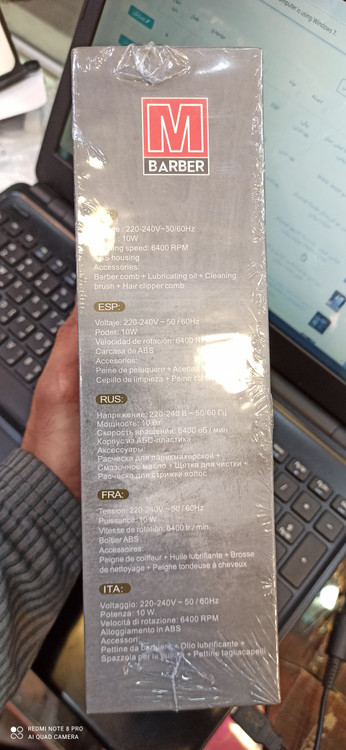 M
BARBER
: 220-240V~50/60Hz
: 10W
speed: 6400 RPM
housing
Accessories:
Barber comb + Lubricating oil + Cleaning
brush + Hair clipper comb
ESP:
Voltaje: 220-240V ~ 50 / 60Hz
Poder: 10W
Velocidad de rotación: 6400
Carcasa de ABS
Accesorios:
Peine de peluquero +
Cepillo de limpieza + Peine
RUS:
Напряжение: 220-240 В ~ 50/60 Гц
Мощность: 10 Вт
Скорость вращения: 6400 об / мин
Корпус из АБС-пластика
Аксессуары:
Расческа для парикмахерской +
Смазочное масло + Щетка для чистки +
Расческа для стрижки волос
FRA:
Tension: 220-240V ~ 50 / 60Hz
Puissance: 10 W
Vitesse de rotation: 6400 tr / min
Boîtier ABS
Accessoires:
Peigne de coiffeur + Huile lubrifiante + Brosse
de nettoyage + Peigne tondeuse à cheveux
ITA:
Voltaggio: 220-240V ~ 50 / 60Hz
Potenza: 10 W
Velocità di rotazione: 6400 RPM
Alloggiamento in ABS
Accessori:
Pettine da barbiere + Olio lubrificante +
Spazzola per la pulizia + Pettine tagliacapelli
REDMI NOTE 8 PRO
AI QUAD CAMERA